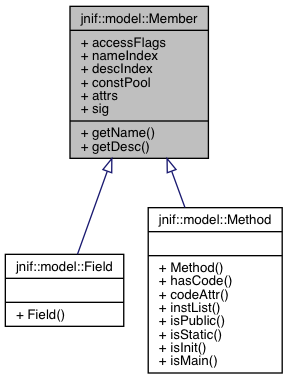 jnif::model::Member
+ accessFlags
+ nameIndex
+ descIndex
+ constPool
+ attrs
+ sig
+ getName()
+ getDesc()
jnif::model::Field
+ Field()
jnif::model::Method
+ Method()
+ hasCode()
+ codeAttr()
+ instList()
+ isPublic()
+ isStatic()
+ isInit()
+ isMain()